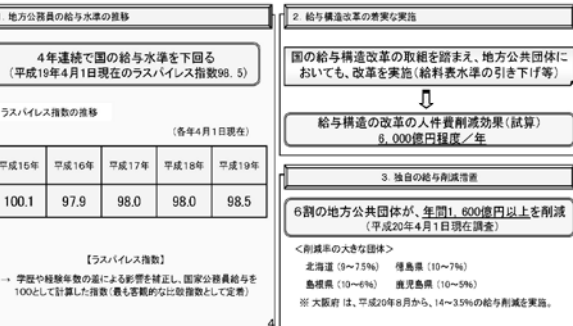 1. 地方公務員の給与水準の推移
4年連続で国の給与水準を下回る
(平成19年4月1日現在のラスパイレス指数98.5)
ラスパイレス指数の推移
(各年4月1日現在)
平成15年 平成16年 平成17年 平成18年 平成19年
100.1 97.9 98.0 98.0 98.5
【ラスパイレス指数】
→ 学歴や経験年数の差による影響を補正し、国家公務員給与を
100として計算した指数(最も客観的な比較指数として定着)
4
2. 給与構造改革の着実な実施
国の給与構造改革の取組を踏まえ、地方公共団体に
おいても、改革を実施(給料表水準の引き下げ等)
給与構造の改革の人件費削減効果(試算)
6,000億円程度/年
3. 独自の給与削減措置
6割の地方公共団体が、年間1,600億円以上を削減
(平成20年4月1日現在調査)
<削減率の大きな団体>
北海道(9~7.5%) 徳島県(10~7%)
島根県(10~6%) 鹿児島県(10~5%)
※ 大阪府は、平成20年8月から、14~3.5%の給与削減を実施。